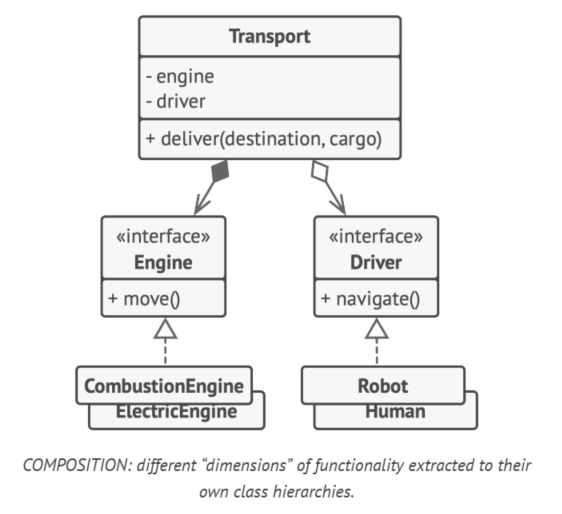 Transport
- engine
- driver
+ deliver(destination, cargo)
«interface»
Engine
+ move()
«interface»
Driver
+ navigate()
CombustionEngine
ElectricEngine
Robot
Human
COMPOSITION: different “dimensions” of functionality extracted to their
own class hierarchies.